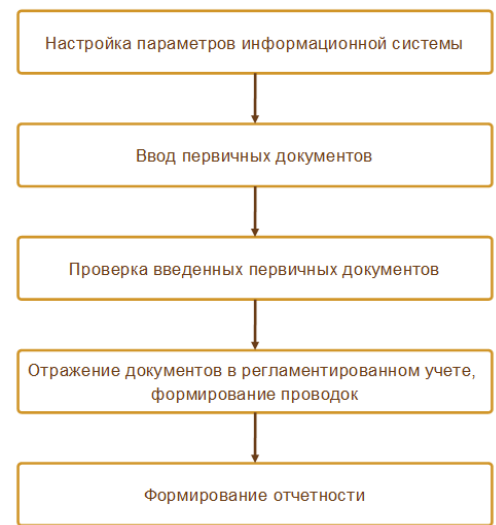 Настройка параметров информационной системы
Ввод первичных документов
Проверка введенных первичных документов
Отражение документов в регламентированном учете,
формирование проводок
Формирование отчетности